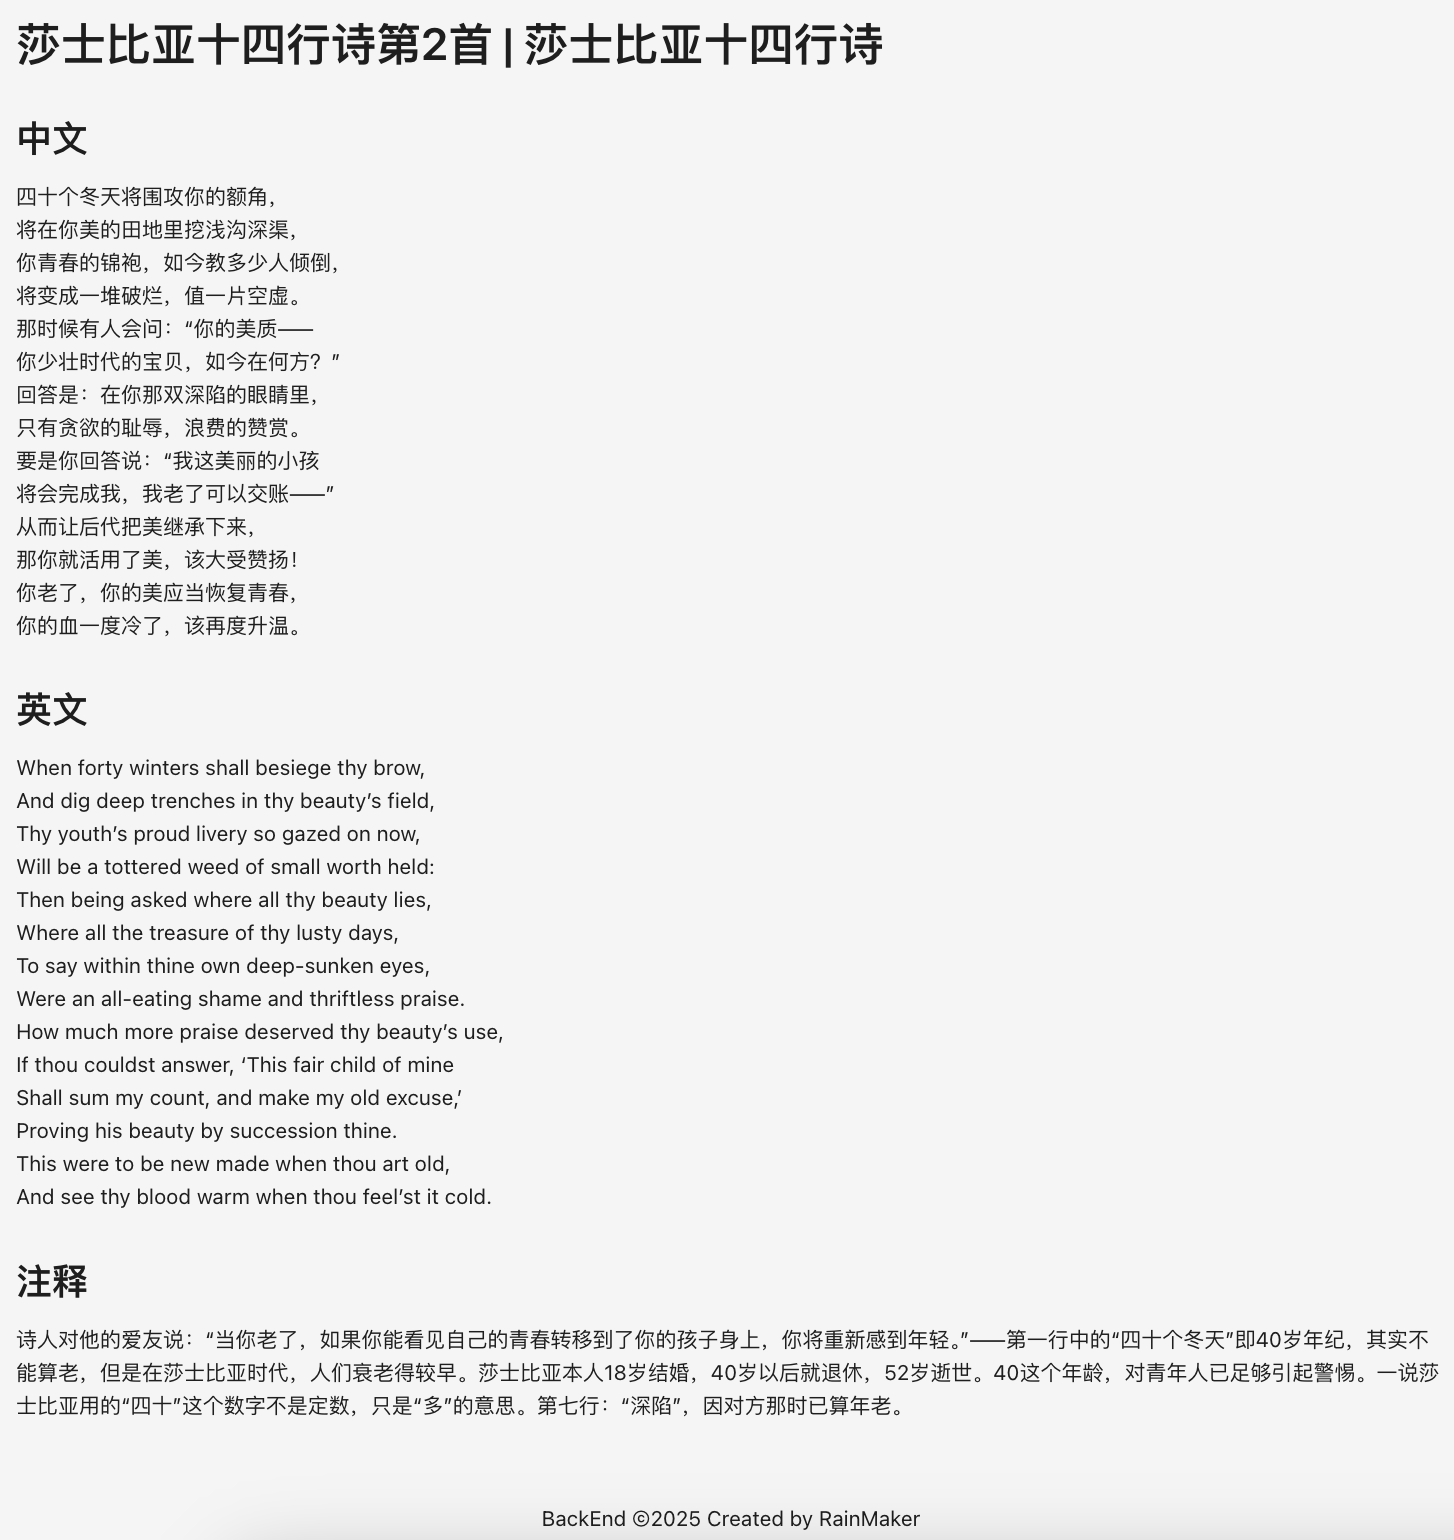 莎士比亚十四行诗第2首 | 莎士比亚十四行诗
中文
四十个冬天将围攻你的额角，
将在你美的田地里挖浅沟深渠，
你青春的锦袍，如今教多少人倾倒，
将变成一堆破烂，值一片空虚。
那时候有人会问：“你的美质——
你少壮时代的宝贝，如今在何方？”
回答是：在你那双深陷的眼睛里，
只有贪欲的耻辱，浪费的赞赏。
要是你回答说：“我这美丽的小孩
将会完成我，我老了可以交账——”
从而让后代把美继承下来，
那你就活用了美，该大受赞扬！
你老了，你的美应当恢复青春，
你的血一度冷了，该再度升温。
英文
When forty winters shall besiege thy brow,
And dig deep trenches in thy beauty’s field,
Thy youth’s proud livery so gazed on now,
Will be a tottered weed of small worth held:
Then being asked where all thy beauty lies,
Where all the treasure of thy lusty days,
To say within thine own deep-sunken eyes,
Were an all-eating shame and thriftless praise.
How much more praise deserved thy beauty’s use,
If thou couldst answer, ‘This fair child of mine
Shall sum my count, and make my old excuse,’
Proving his beauty by succession thine.
This were to be new made when thou art old,
And see thy blood warm when thou feel’st it cold.
注释
诗人对他的爱友说：“当你老了，如果你能看见自己的青春转移到了你的孩子身上，你将重新感到年轻。”——第一行中的“四十个冬天”即40岁年纪，其实不
能算老，但是在莎士比亚时代，人们衰老得较早。莎士比亚本人18岁结婚，40岁以后就退休，52岁逝世。40这个年龄，对青年人已足够引起警惕。一说莎
士比亚用的“四十”这个数字不是定数，只是“多”的意思。第七行：“深陷”，因对方那时已算年老。
BackEnd ©2025 Created by RainMaker